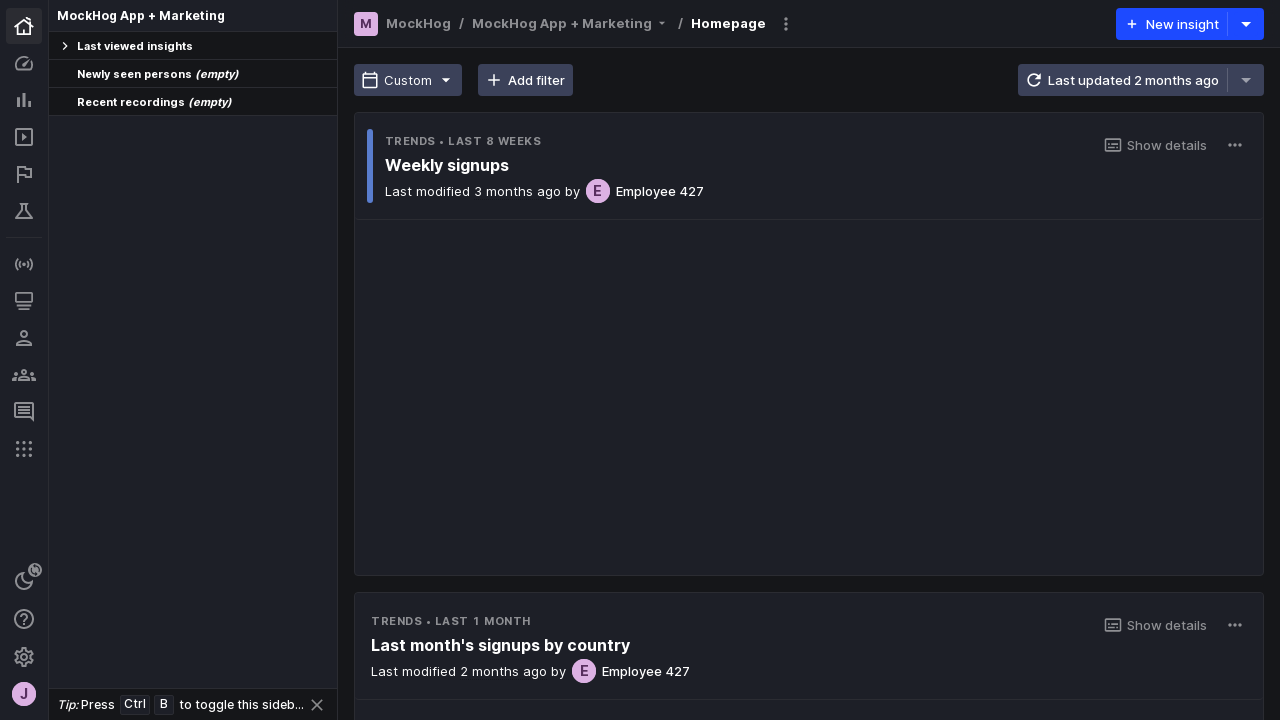 MockHog App + Marketing
Last viewed insights
Newly seen persons (empty)
Recent recordings (empty)
Tip: Press Ctrl B to toggle this sideb...
J
M MockHog / MockHog App + Marketing / Homepage
New insight
Custom
Add filter
Last updated 2 months ago
TRENDS • LAST 8 WEEKS
Show details
Weekly signups
Last modified 3 months ago by E Employee 427
TRENDS • LAST 1 MONTH
Show details
Last month's signups by country
Last modified 2 months ago by E Employee 427